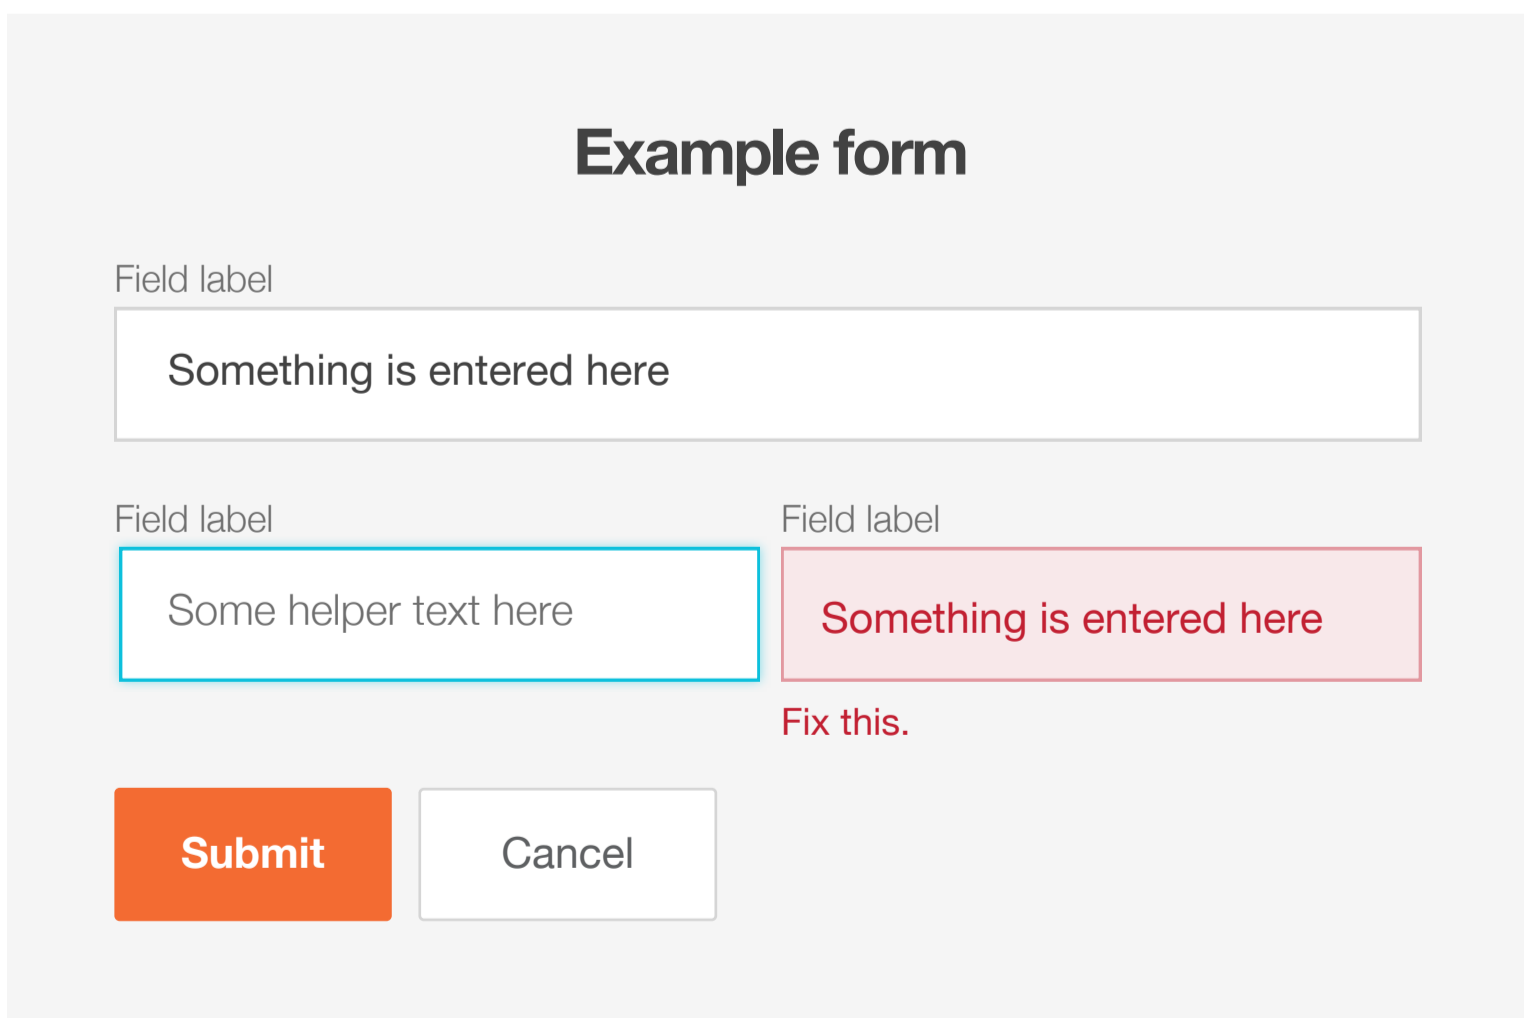 Example form
Field label
Something is entered here
Field label
Some helper text here
Field label
Something is entered here
Fix this.
Submit
Cancel